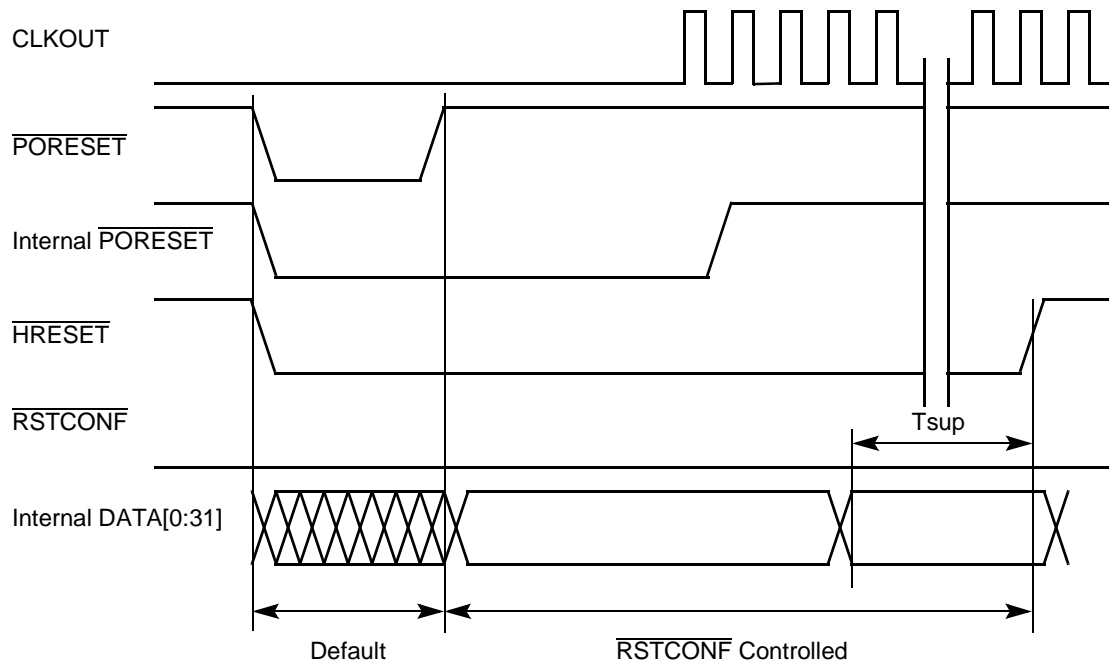 CLKOUT
PORESET
Internal PORESET
HRESET
RSTCONF
Tsup
Internal DATA[0:31]
Default
RSTCONF Controlled